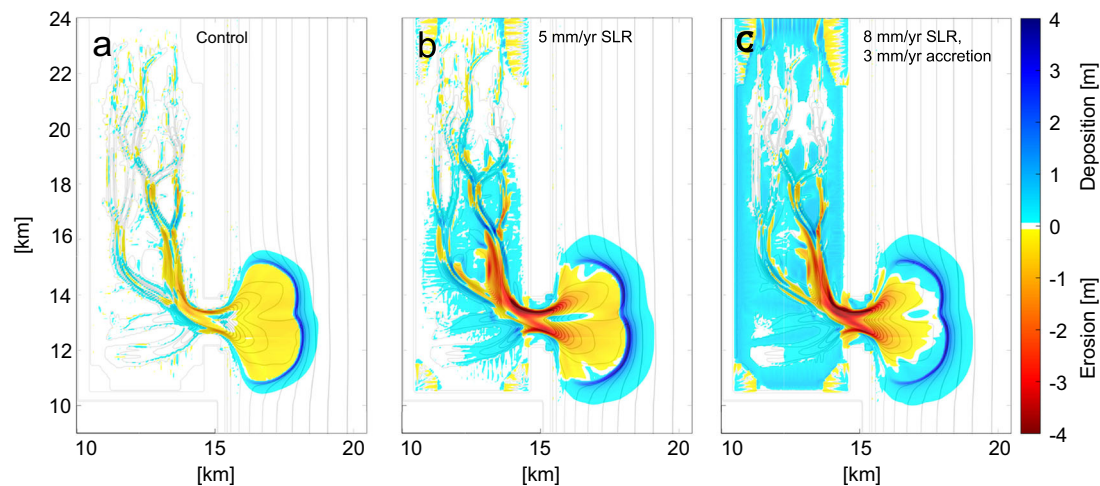 a
Control
b
5 mm/yr SLR
c
8 mm/yr SLR,
3 mm/yr accretion
24
22
20
18
16
14
12
10
[km]
10
15
20
[km]
10
15
20
[km]
10
15
20
[km]
4
3
2
1
0
-1
-2
-3
-4
Deposition [m]
Erosion [m]